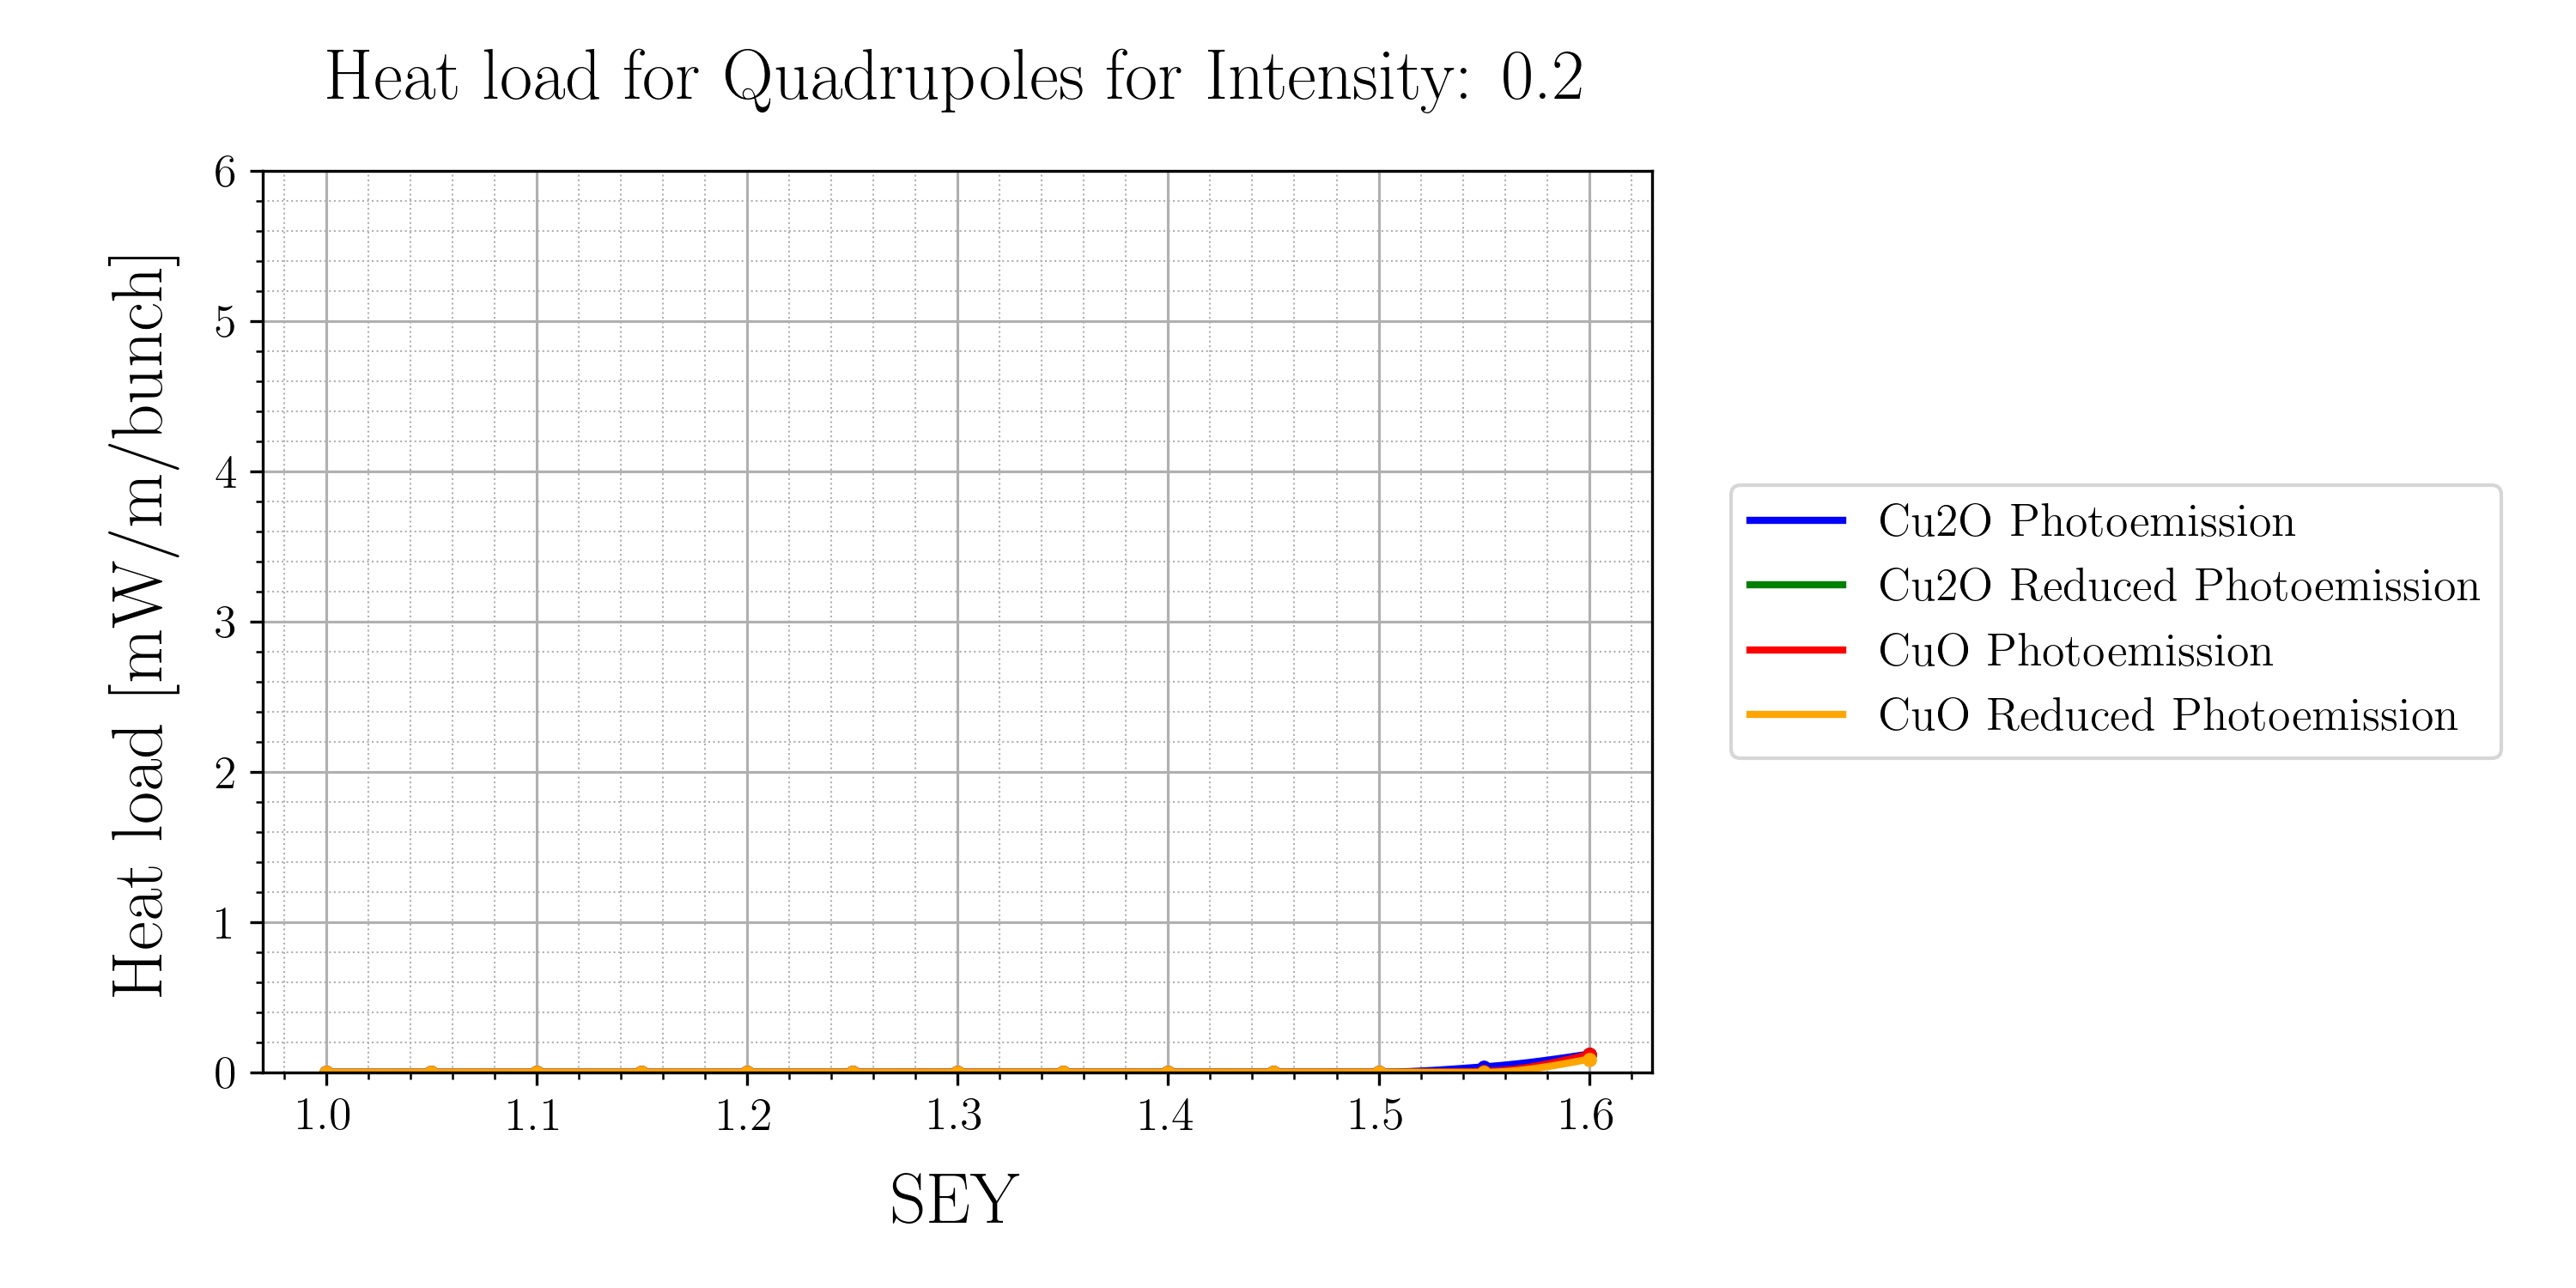 Heat load for Quadrupoles for Intensity: 0.2
Heat load [mW/m/bunch]
6
5
4
3
2
1
0
1.0 1.1 1.2 1.3 1.4 1.5 1.6
SEY
Cu2O Photoemission
Cu2O Reduced Photoemission
CuO Photoemission
CuO Reduced Photoemission